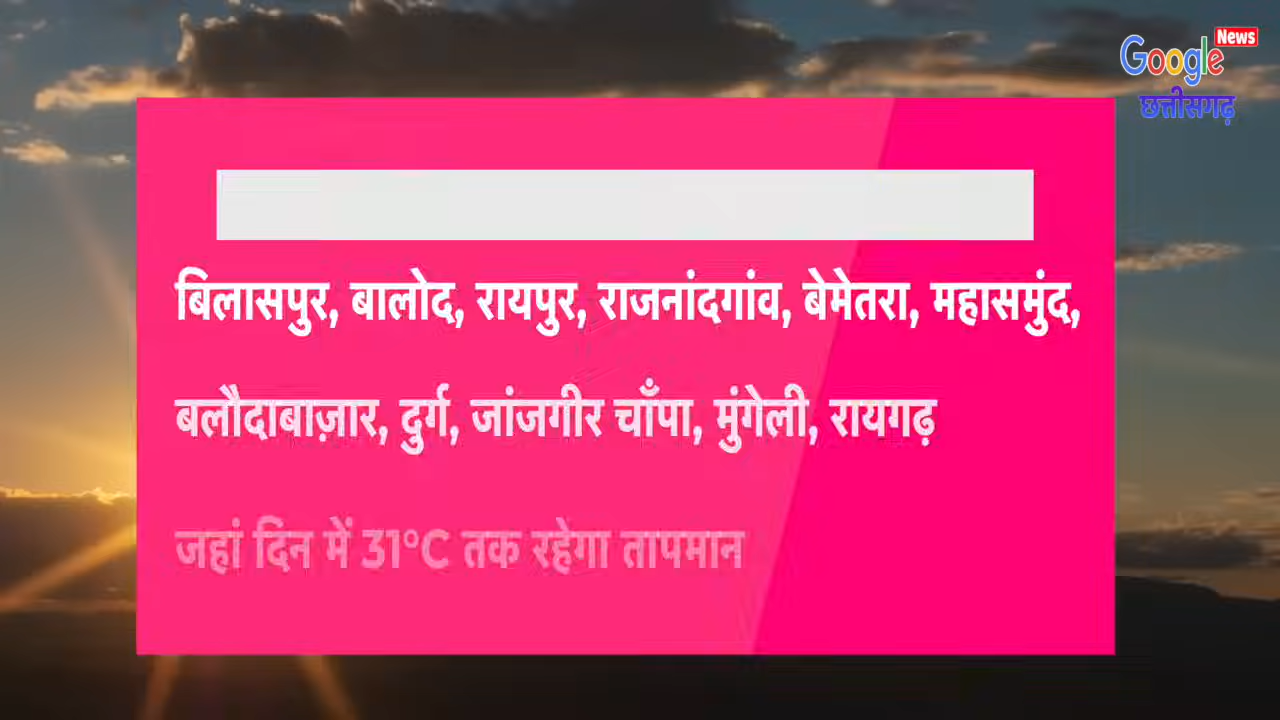 Google News
छत्तीसगढ़
बिलासपुर, बालोद, रायपुर, राजनांदगांव, बेमेतरा, महासमुंद,
बलौदाबाज़ार, दुर्ग, जांजगीर चाँपा, मुंगेली, रायगढ़
जहां दिन में 31°C तक रहेगा तापमान